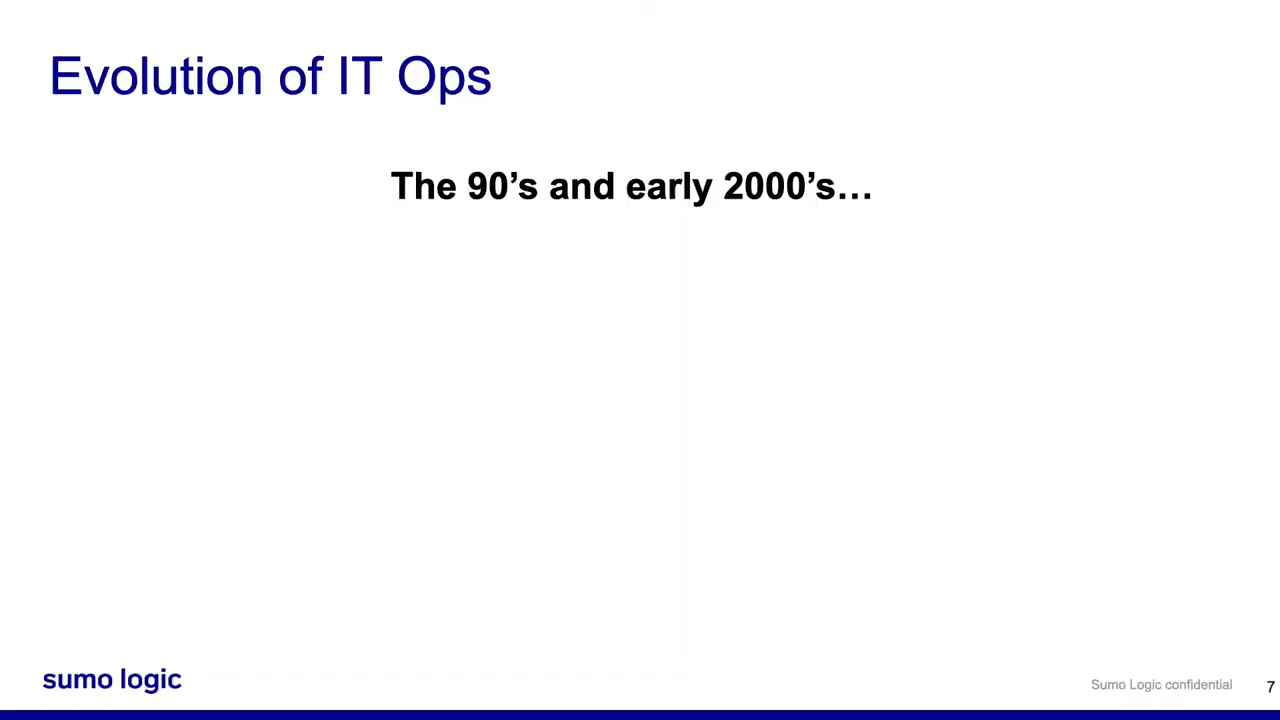 Evolution of IT Ops
The 90’s and early 2000’s…
sumo logic
Sumo Logic confidential
7